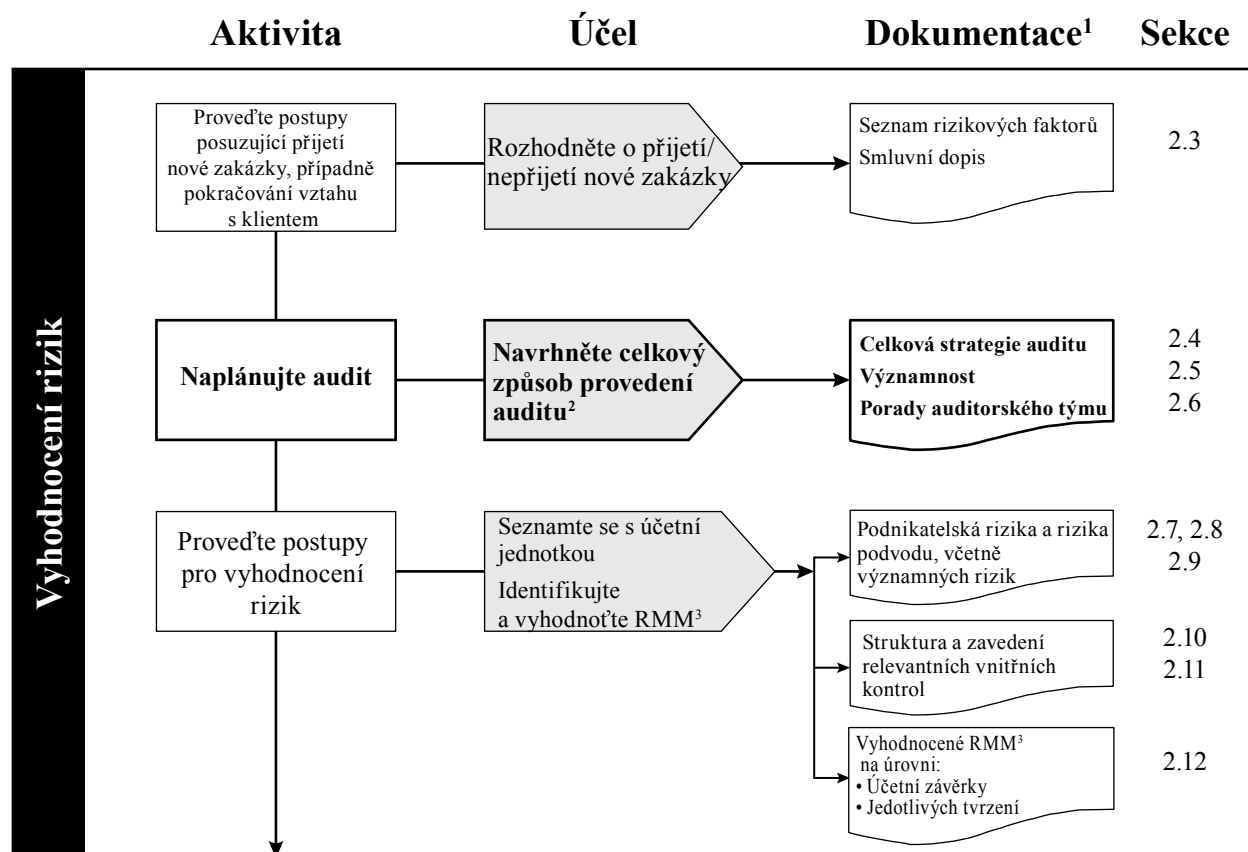 Aktivita Účel Dokumentace¹ Sekce
Vyhodnocení rizik
Proveďte postupy
posuzující přijetí
nové zakázky, případně
pokračování vztahu
s klientem
Rozhodněte o přijetí/
nepřijetí nové zakázky
Seznam rizikových faktorů
Smluvní dopis
2.3
Naplánujte audit
Navrhněte celkový
způsob provedení
auditu²
Celková strategie auditu
Významnost
Porady auditorského týmu
2.4
2.5
2.6
Proveďte postupy
pro vyhodnocení
rizik
Seznamte se s účetní
jednotkou
Identifikujte
a vyhodnoťte RMM³
Podnikatelská rizika a rizika
podvodu, včetně
významných rizik
2.7, 2.8
2.9
Struktura a zavedení
relevantních vnitřních
kontrol
2.10
2.11
Vyhodnocené RMM³
na úrovni:
• Účetní závěrky
• Jedotlivých tvrzení
2.12